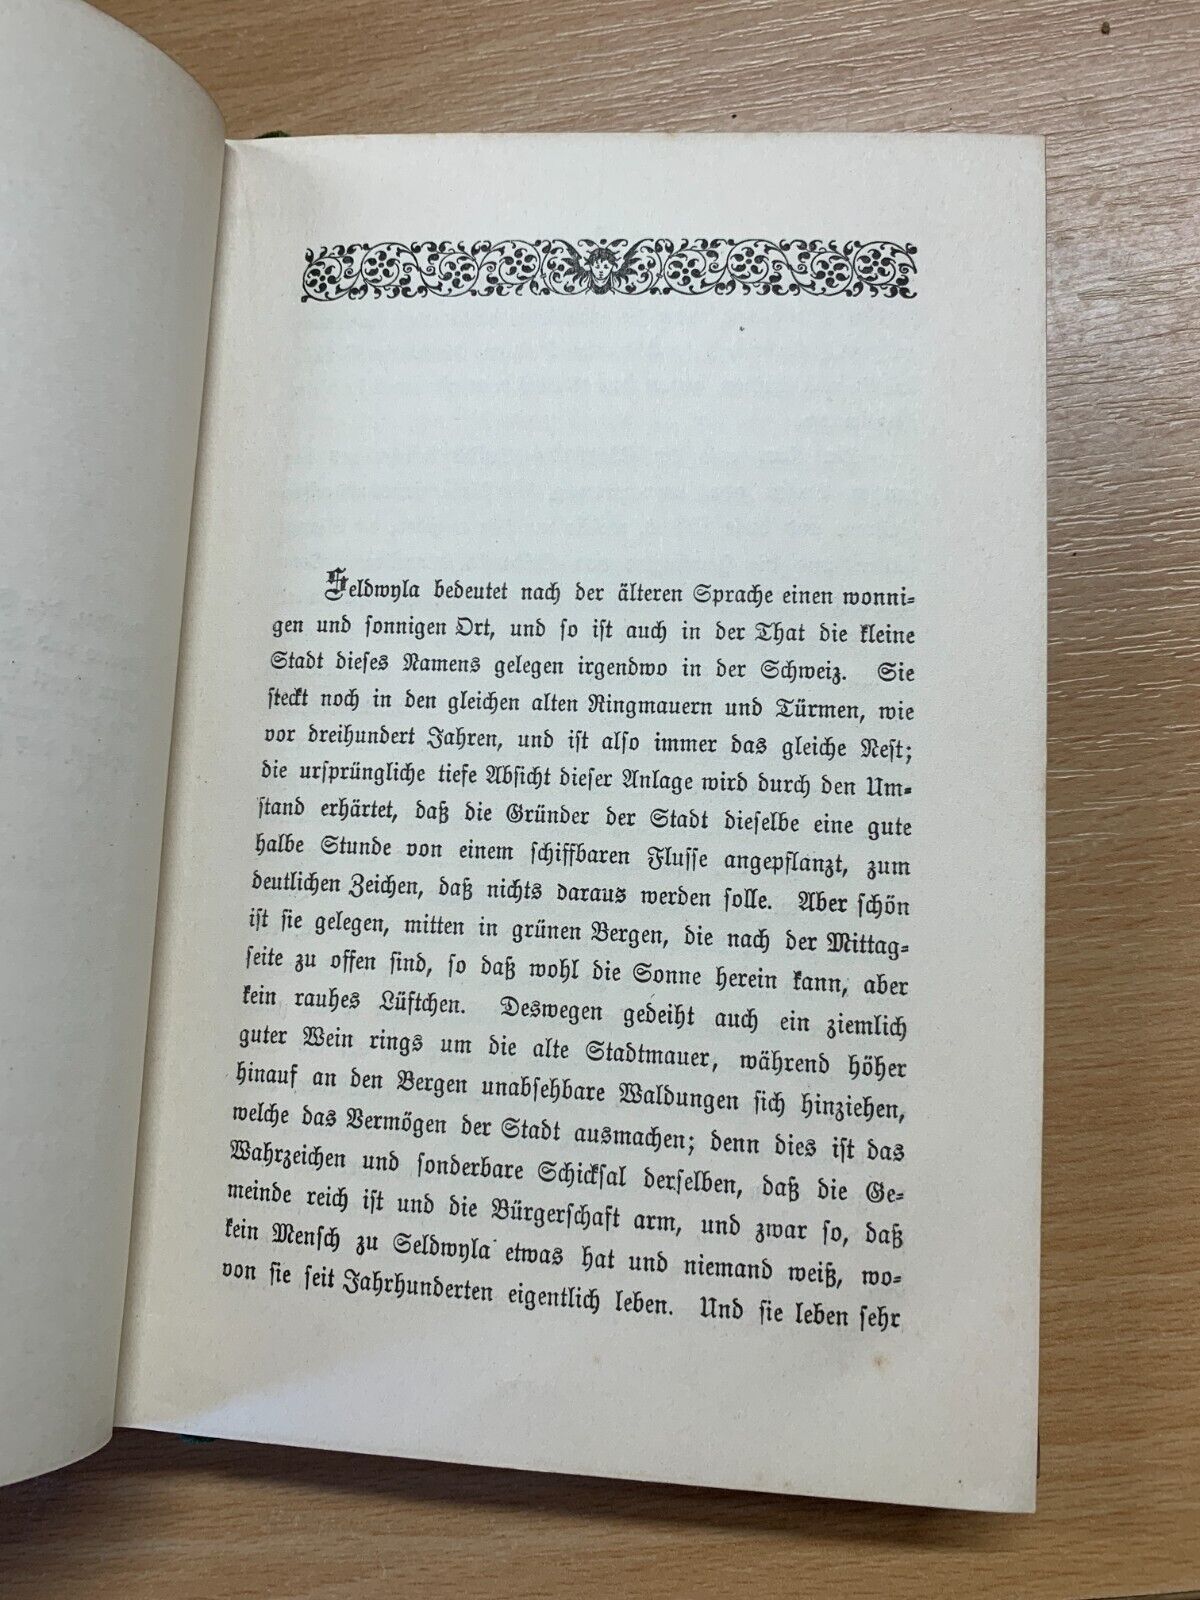 Seldwyla bedeutet nach der älteren Sprache einen wonni-
gen und sonnigen Ort, und so ist auch in der That die kleine
Stadt dieses Namens gelegen irgendwo in der Schweiz. Sie
steckt noch in den gleichen alten Ringmauern und Türmen, wie
vor dreihundert Jahren, und ist also immer das gleiche Nest;
die ursprüngliche tiefe Absicht dieser Anlage wird durch den Um-
stand erhärtet, daß die Gründer der Stadt dieselbe eine gute
halbe Stunde von einem schiffbaren Flusse angepflanzt, zum
deutlichen Zeichen, daß nichts daraus werden solle. Aber schön
ist sie gelegen, mitten in grünen Bergen, die nach der Mittag-
seite zu offen sind, so daß wohl die Sonne herein kann, aber
kein rauhes Lüftchen. Deswegen gedeiht auch ein ziemlich
guter Wein rings um die alte Stadtmauer, während höher
hinauf an den Bergen unabsehbare Waldungen sich hinziehen,
welche das Vermögen der Stadt ausmachen; denn dies ist das
Wahrzeichen und sonderbare Schicksal derselben, daß die Ge-
meinde reich ist und die Bürgerschaft arm, und zwar so, daß
kein Mensch zu Seldwyla etwas hat und niemand weiß, wo-
von sie seit Jahrhunderten eigentlich leben. Und sie leben sehr